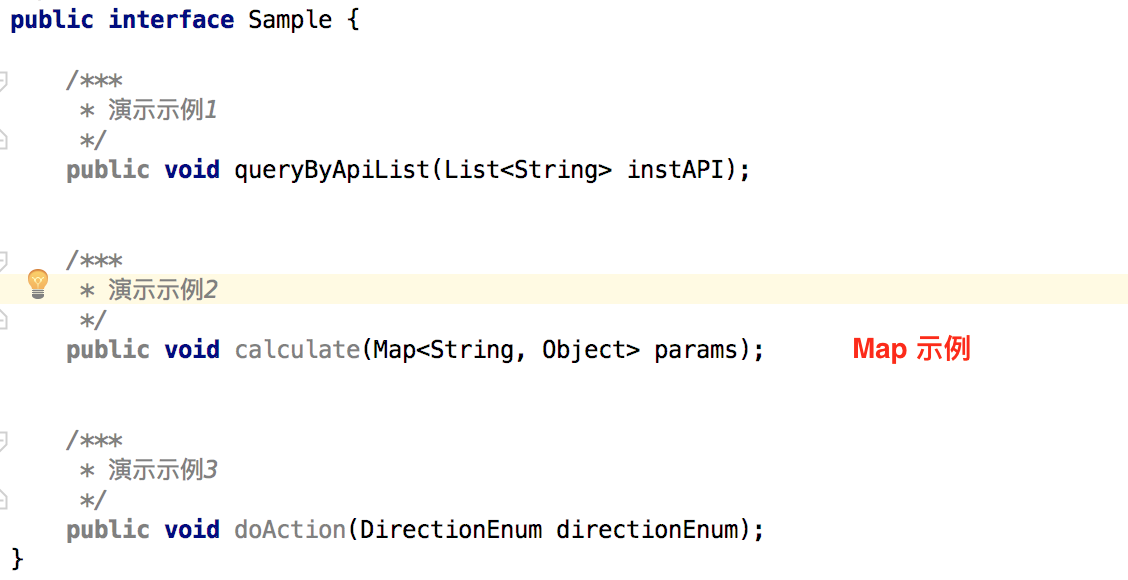 public interface Sample {
/***
* 演示示例1
*/
public void queryByApiList(List<String> instAPI);
/***
* 演示示例2
*/
public void calculate(Map<String, Object> params); Map 示例
/***
* 演示示例3
*/
public void doAction(DirectionEnum directionEnum);
}